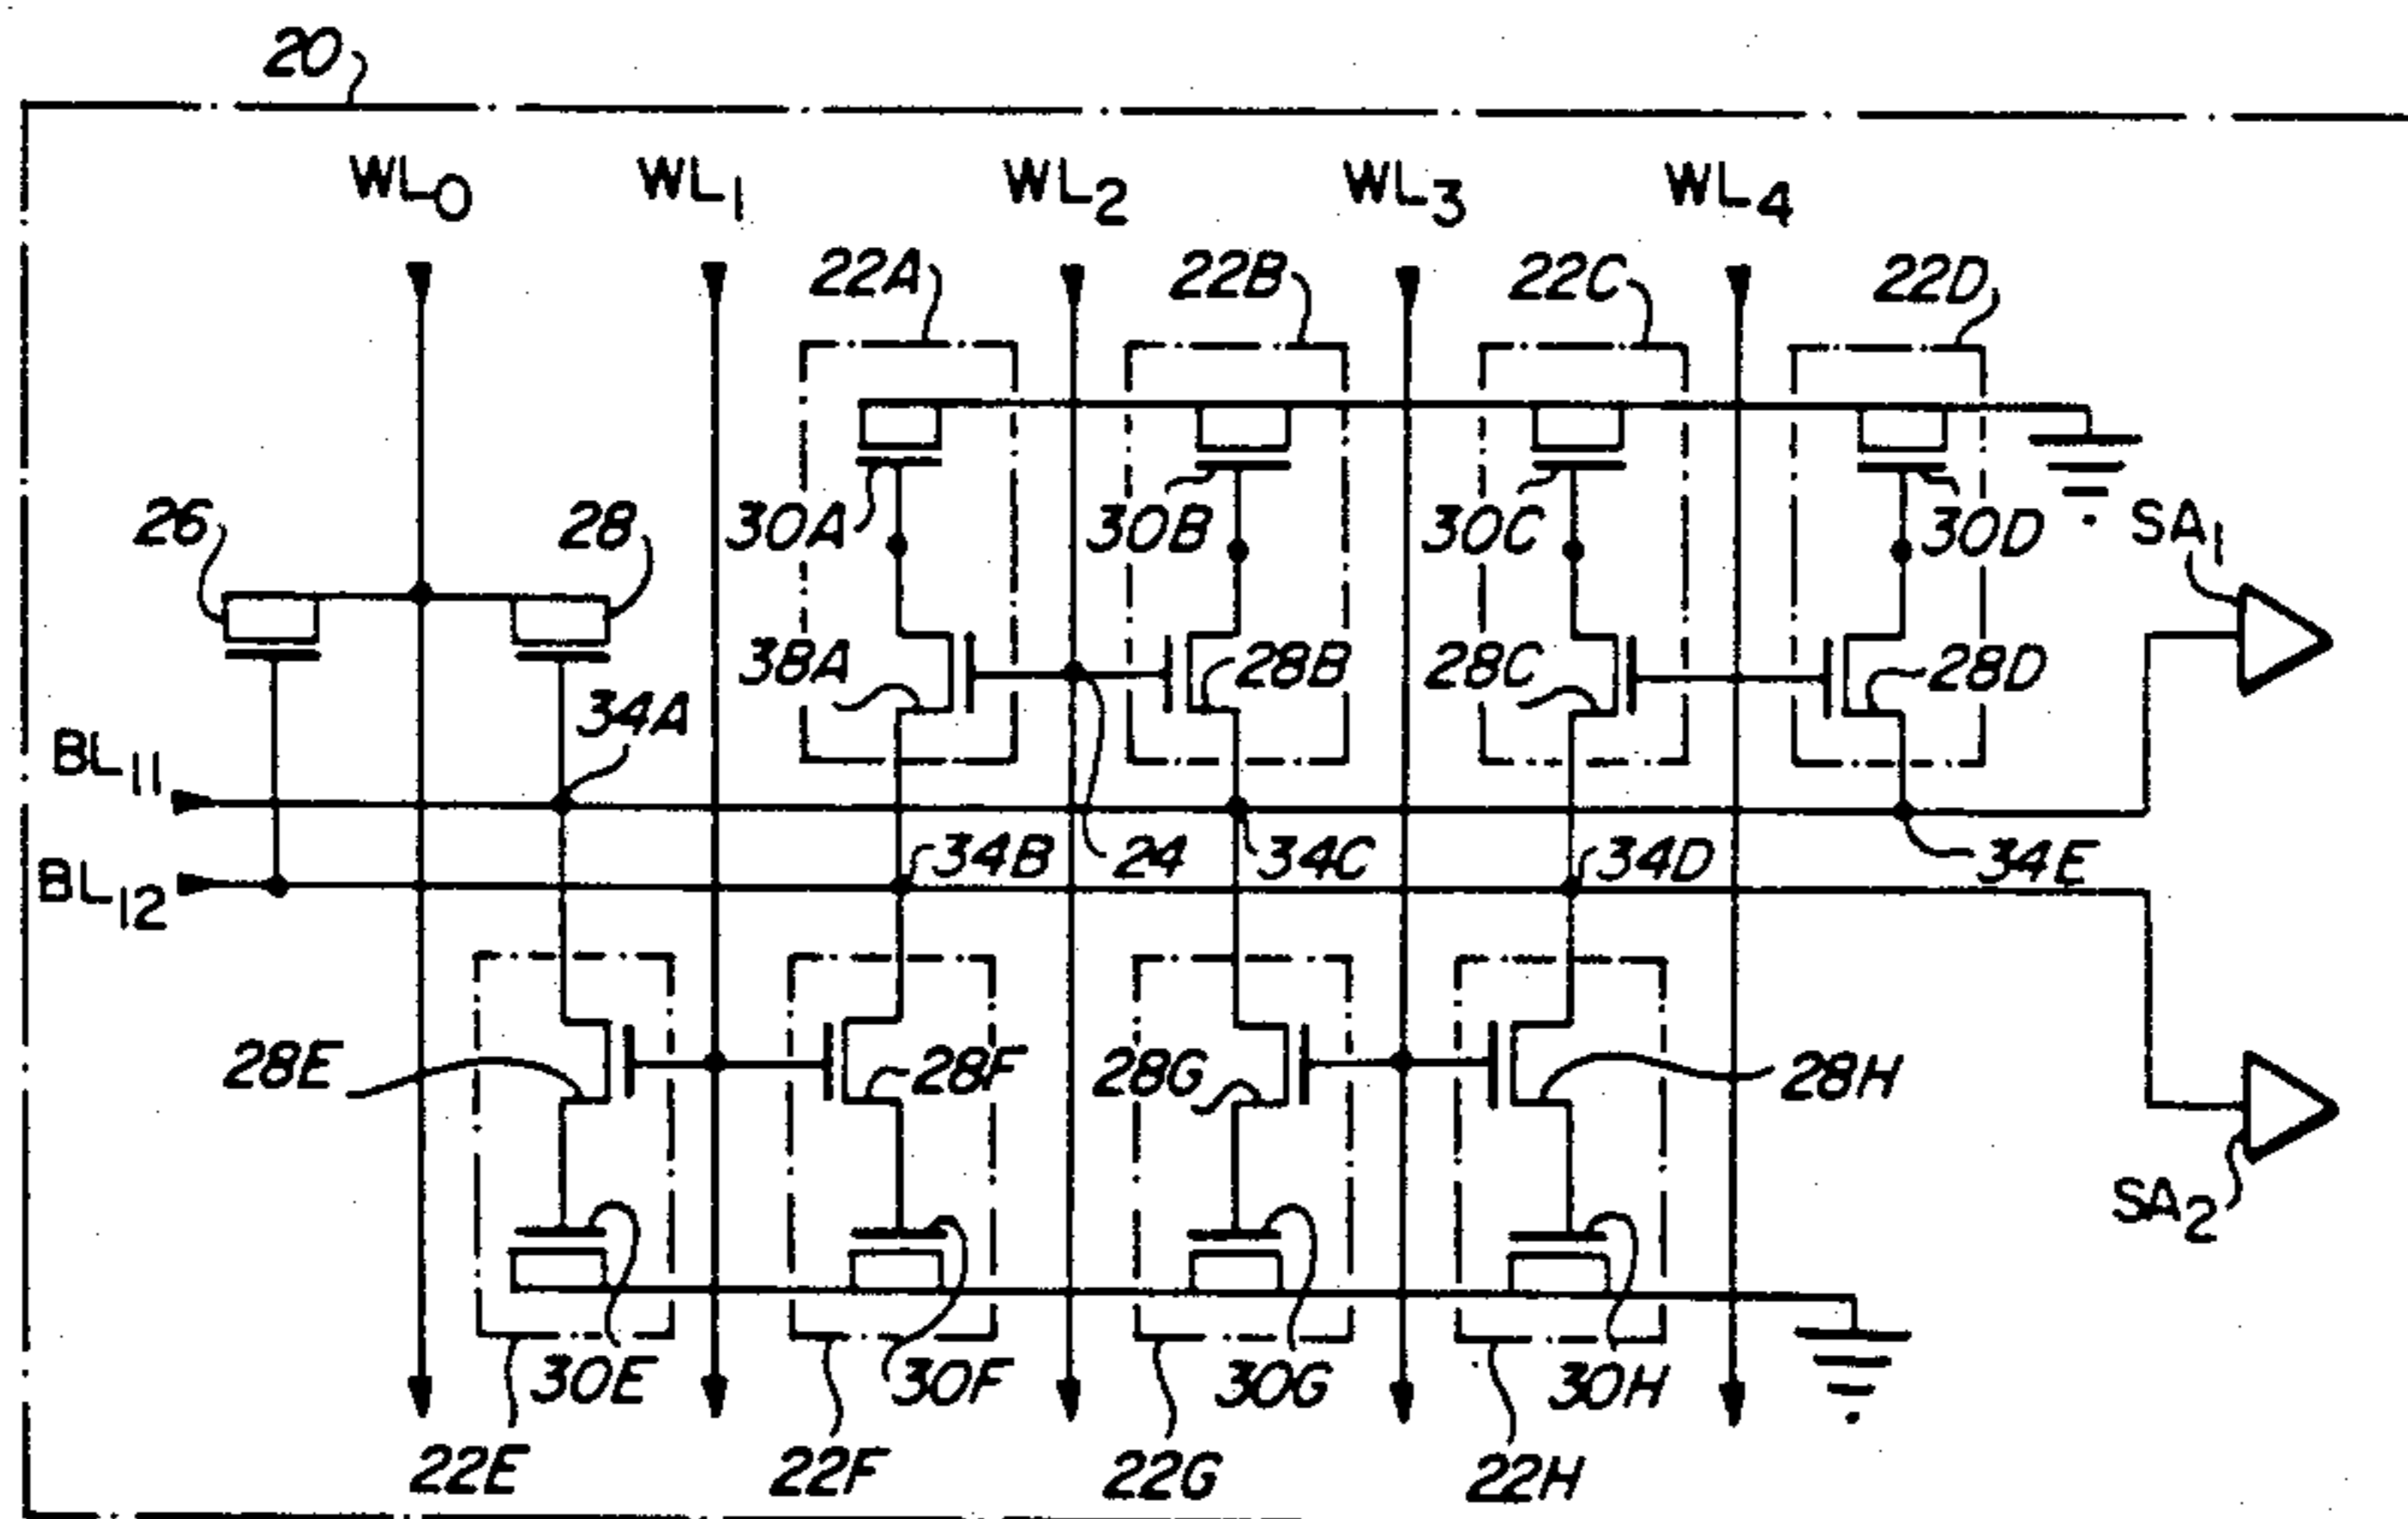 20
WL0 WL1 WL2 WL3 WL4
22A 22B 22C 22D
26 28 30A 30B 30C 30D SA1
38A 28B 28C 28D
34A
BL11
34B 24 34C 34D 34E
BL12
28E 28F 28G 28H
SA2
30E 30F 30G 30H
22E 22F 22G 22H